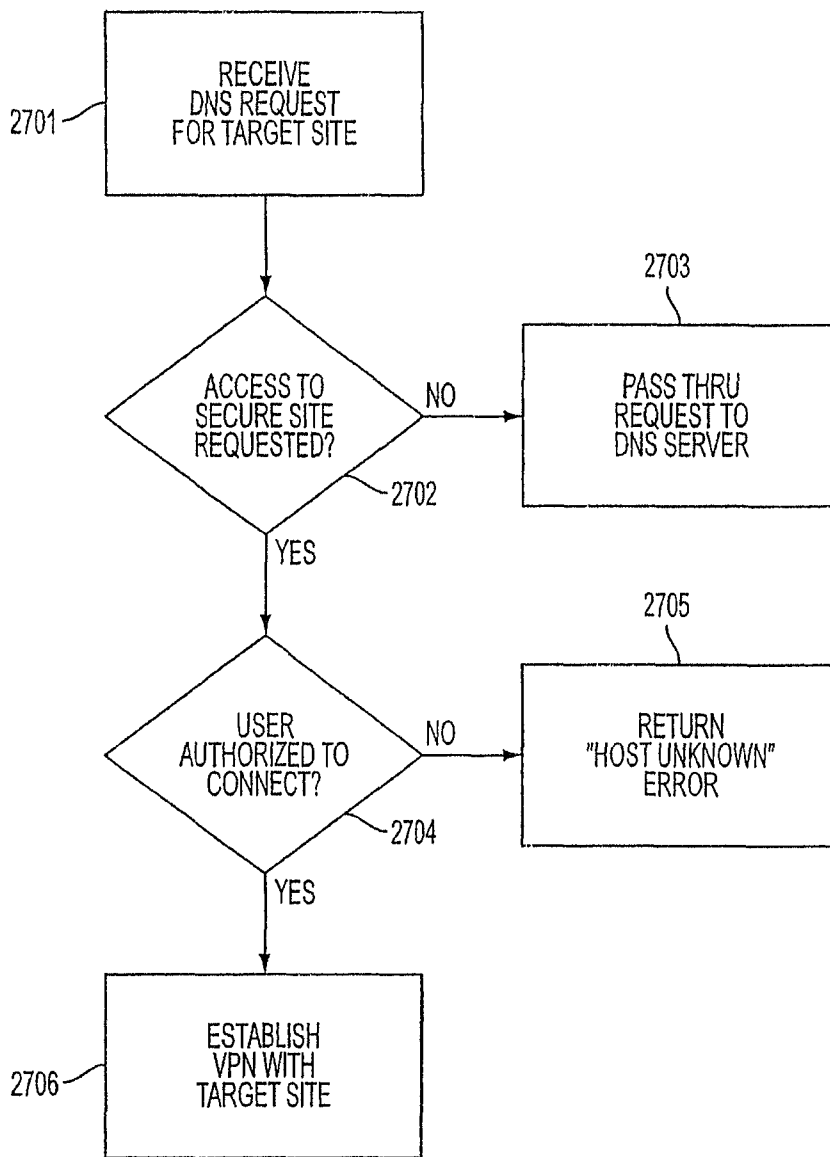 RECEIVE
DNS REQUEST
FOR TARGET SITE
2701
ACCESS TO
SECURE SITE
REQUESTED?
2702
NO
2703
PASS THRU
REQUEST TO
DNS SERVER
YES
USER
AUTHORIZED TO
CONNECT?
2704
NO
2705
RETURN
"HOST UNKNOWN"
ERROR
YES
ESTABLISH
VPN WITH
TARGET SITE
2706